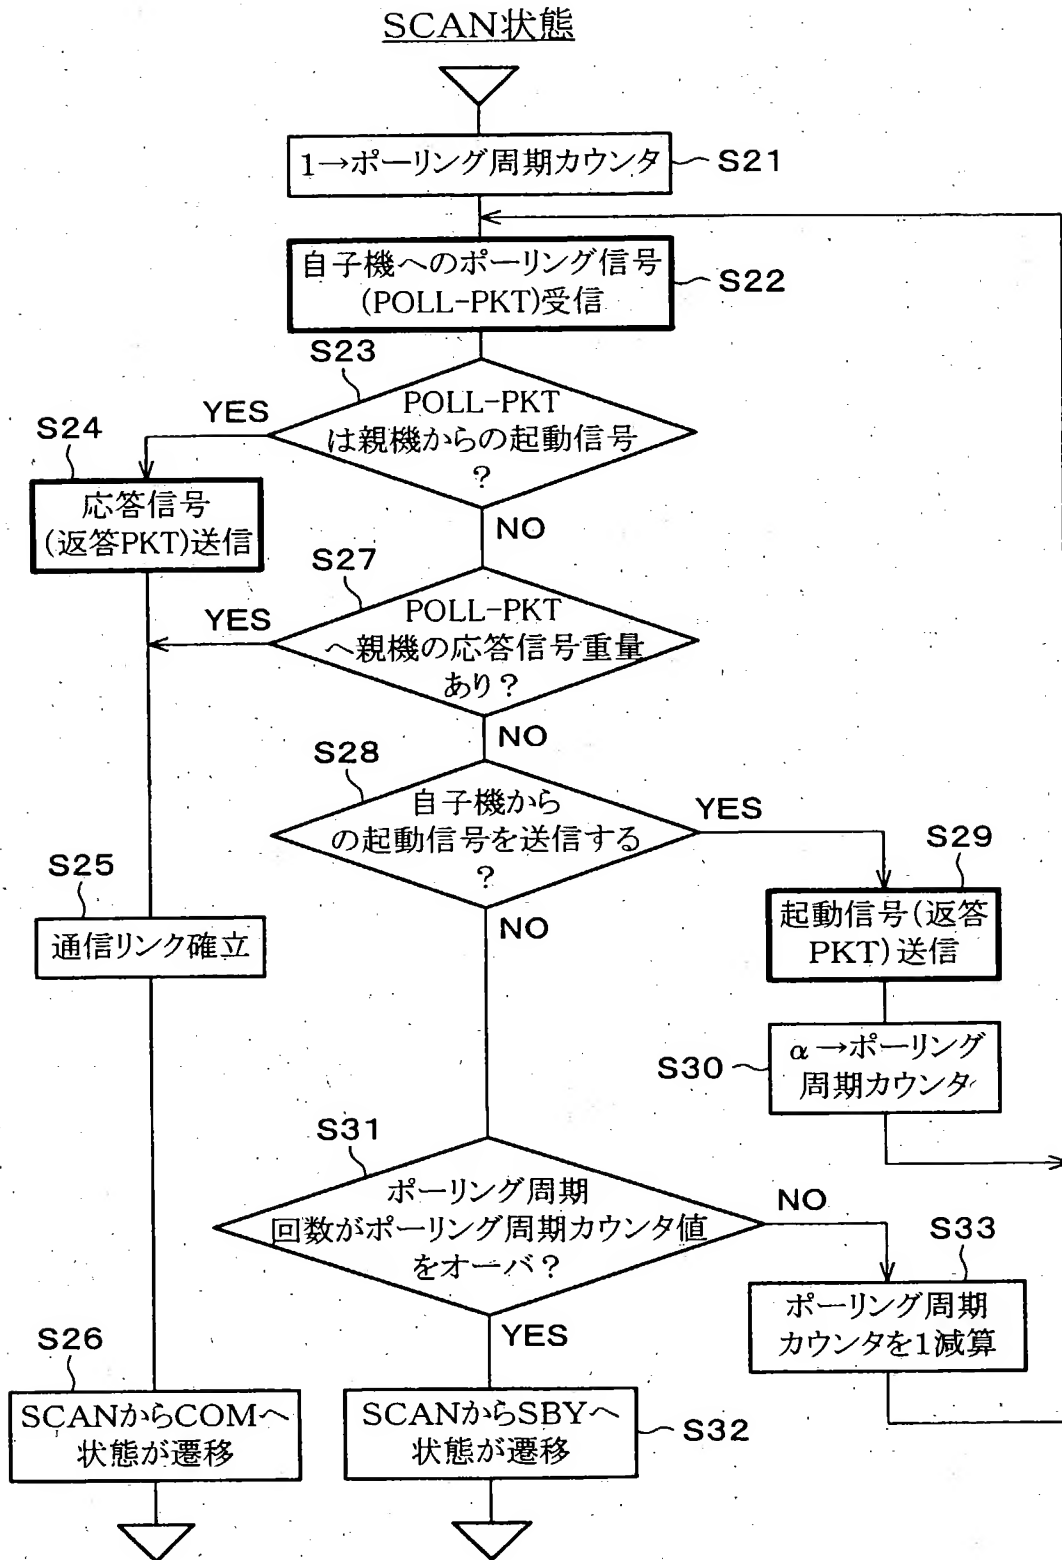 SCAN状態
1→ポーリング周期カウンタ
S21
自子機へのポーリング信号
(POLL-PKT)受信
S22
S23
POLL-PKT
は親機からの起動信号
?
YES
NO
S24
応答信号
(返答PKT)送信
S27
POLL-PKT
へ親機の応答信号重量
あり?
YES
NO
S28
自子機から
の起動信号を送信する
?
YES
NO
S29
起動信号(返答
PKT)送信
S25
通信リンク確立
S30
α→ポーリング
周期カウンタ
S31
ポーリング周期
回数がポーリング周期カウンタ値
をオーバ?
NO
YES
S33
ポーリング周期
カウンタを1減算
S26
SCANからCOMへ
状態が遷移
SCANからSBYへ
状態が遷移
S32